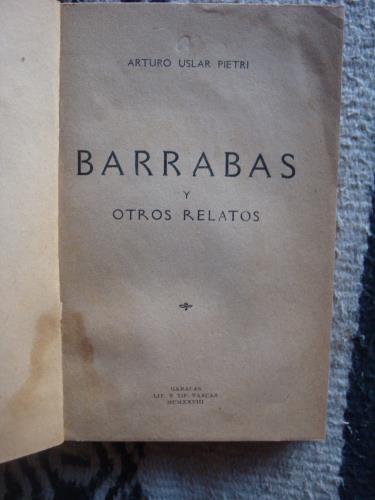 ARTURO USLAR PIETRI
BARRABAS
Y
OTROS RELATOS
CARACAS
LIT. Y TIP. VARGAS
MCMXXVIII